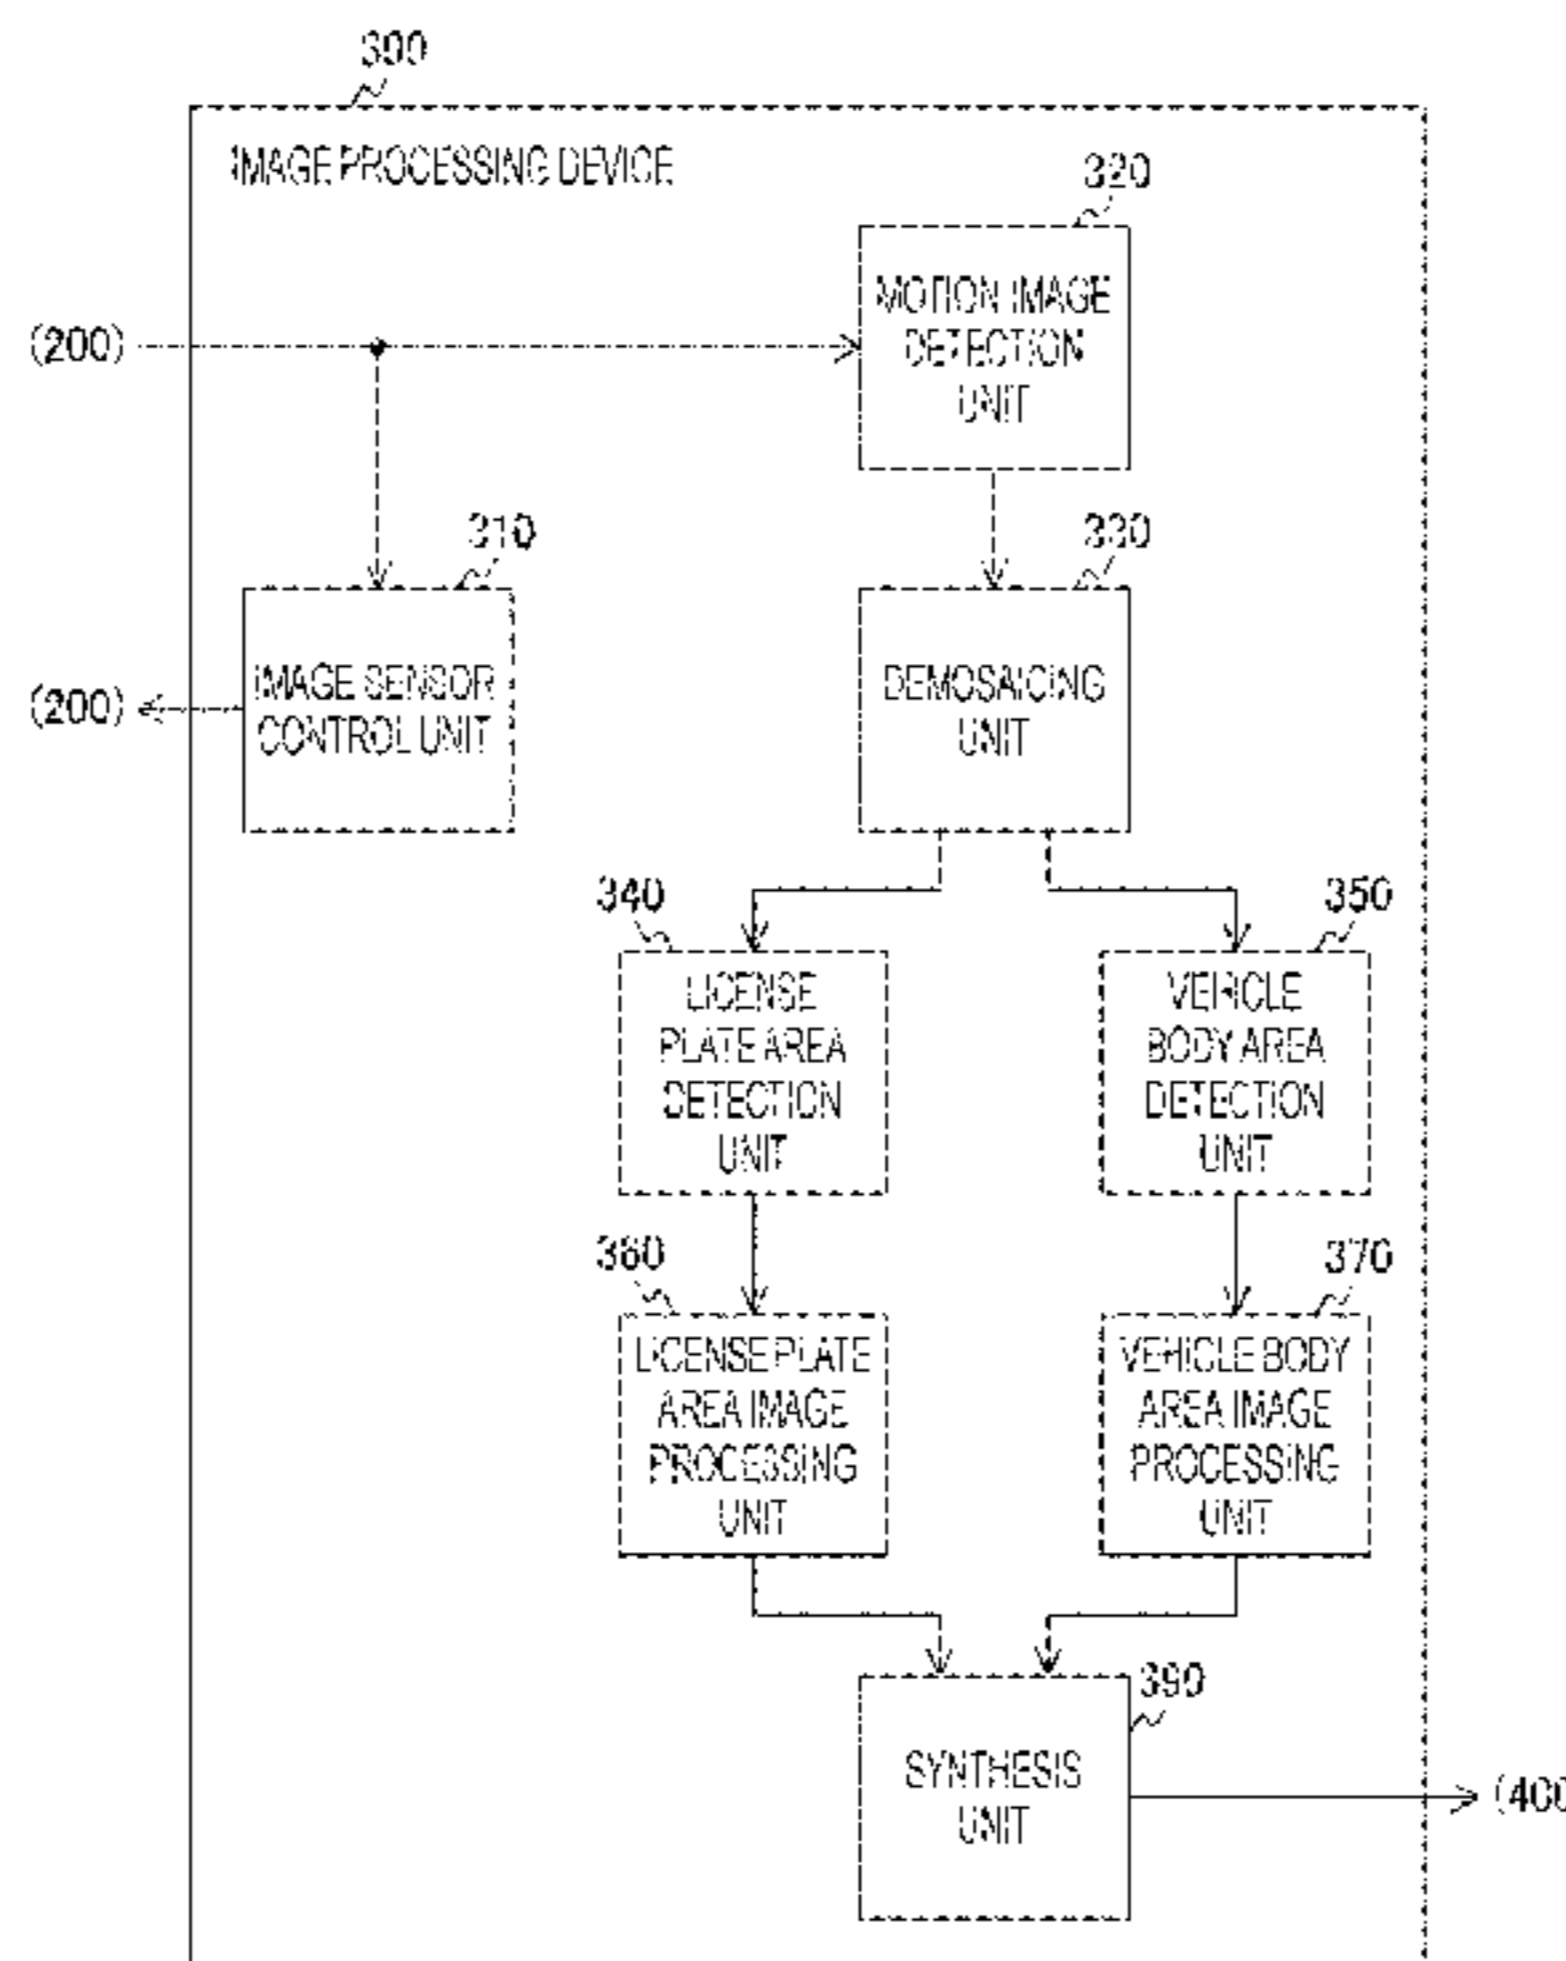 300
IMAGE PROCESSING DEVICE
320
MOTION IMAGE
DETECTION
UNIT
(200)
310
330
IMAGE SENSOR
CONTROL UNIT
(200)
DEMOSAICING
UNIT
340
350
LICENSE
PLATE AREA
DETECTION
UNIT
VEHICLE
BODY AREA
DETECTION
UNIT
360
370
LICENSE PLATE
AREA IMAGE
PROCESSING
UNIT
VEHICLE BODY
AREA IMAGE
PROCESSING
UNIT
390
SYNTHESIS
UNIT
(400